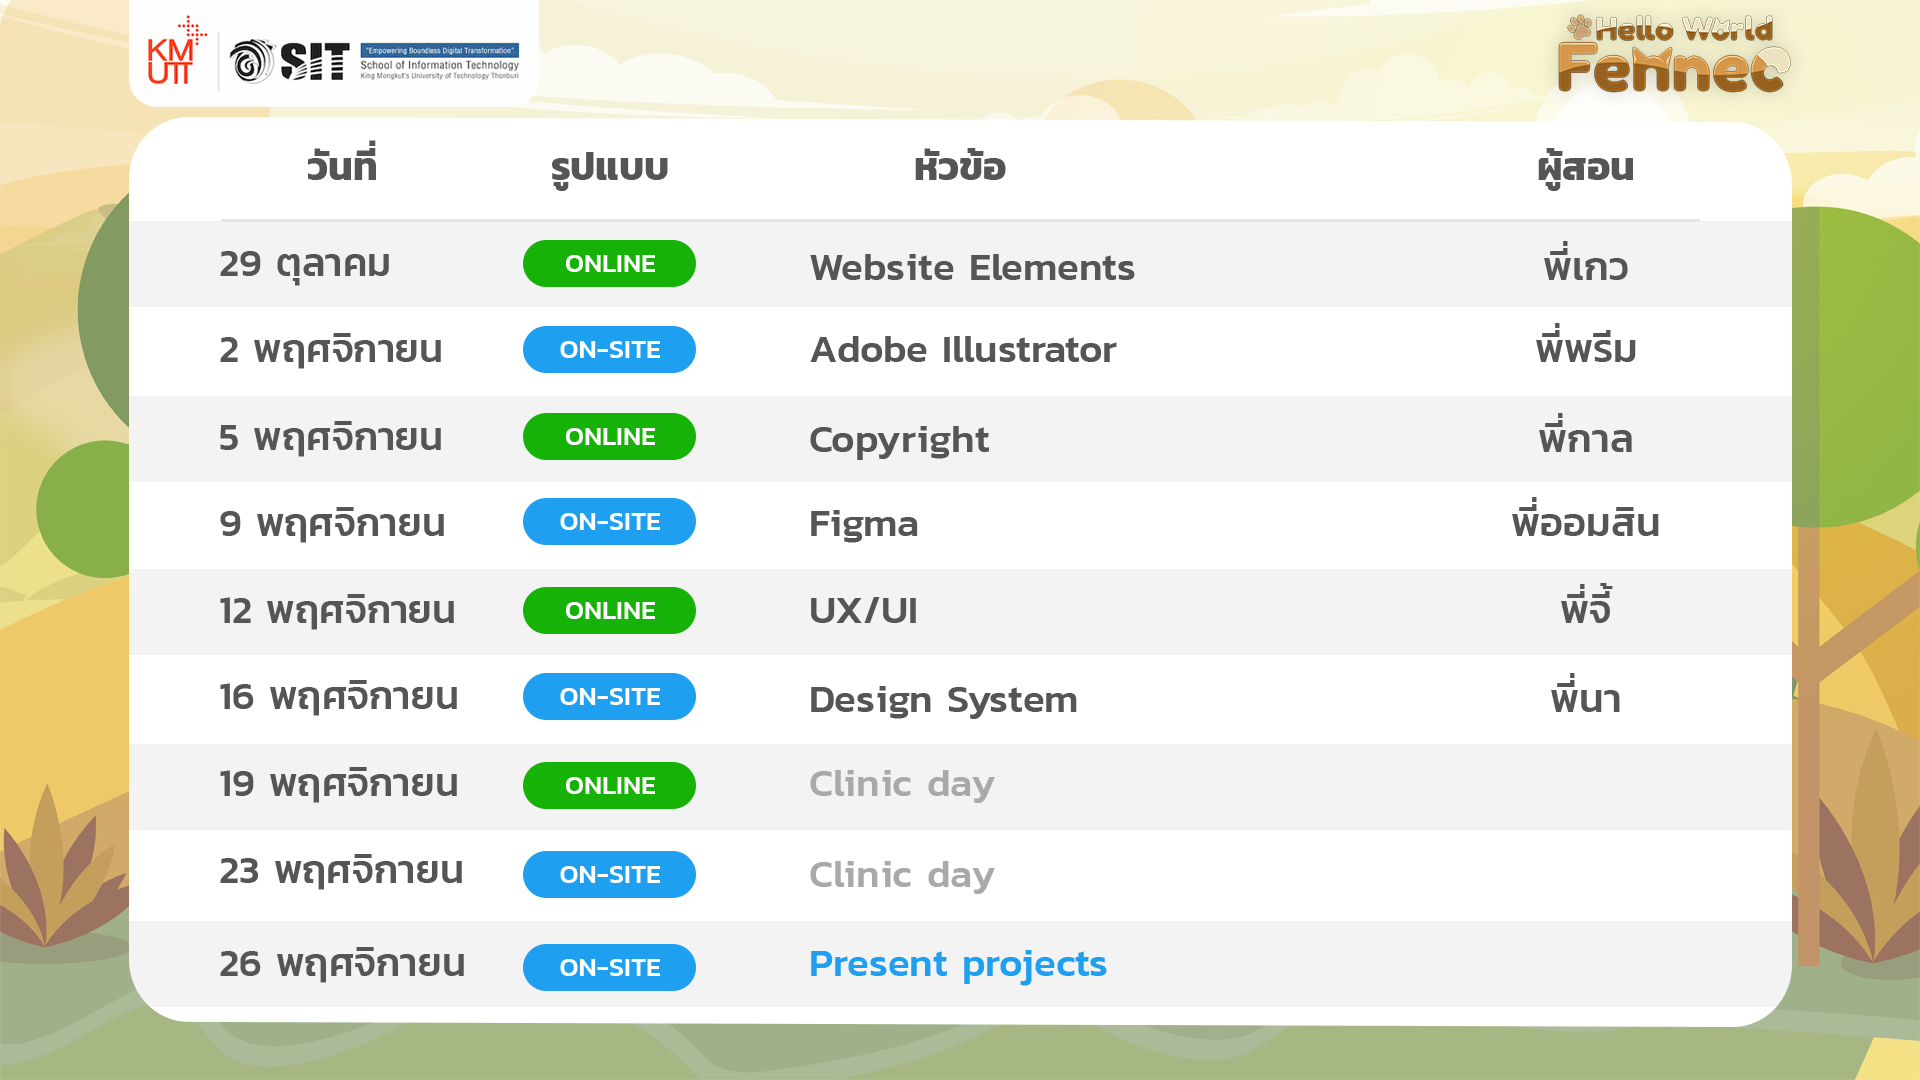 KM
UTT
SIT
"Empowering Boundless Digital Transformation"
School of Information Technology
King Mongkut's University of Technology Thonburi
Hello World
Fennec
วันที่ รูปแบบ หัวข้อ ผู้สอน
29 ตุลาคม ONLINE Website Elements พี่เกว
2 พฤศจิกายน ON-SITE Adobe Illustrator พี่พรีม
5 พฤศจิกายน ONLINE Copyright พี่กาล
9 พฤศจิกายน ON-SITE Figma พี่ออมสิน
12 พฤศจิกายน ONLINE UX/UI พี่จี้
16 พฤศจิกายน ON-SITE Design System พี่นา
19 พฤศจิกายน ONLINE Clinic day
23 พฤศจิกายน ON-SITE Clinic day
26 พฤศจิกายน ON-SITE Present projects